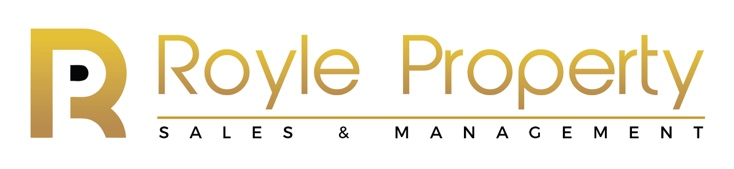 R
Royle Property
SALES & MANAGEMENT